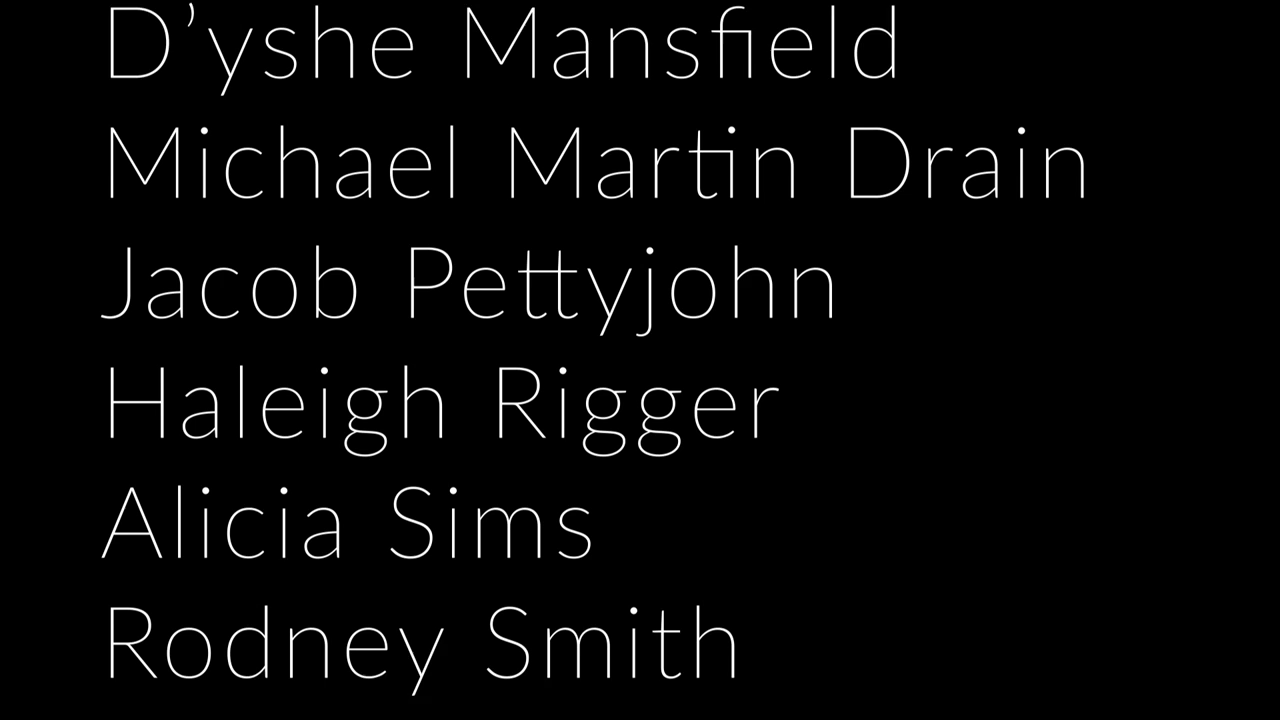 D’yshe Mansfield
Michael Martin Drain
Jacob Pettyjohn
Haleigh Rigger
Alicia Sims
Rodney Smith